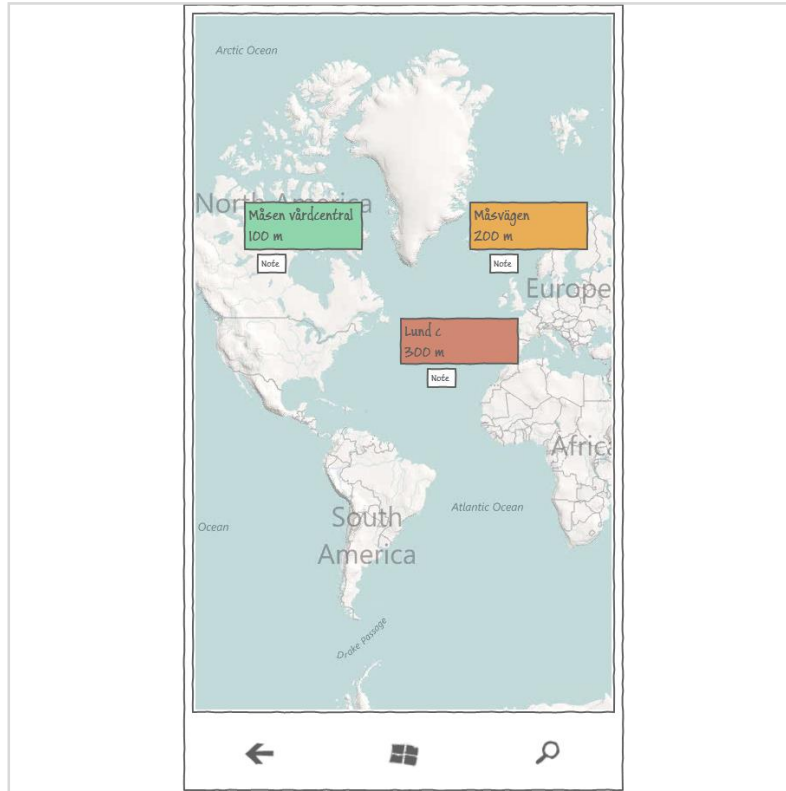 Arctic Ocean
North America
Måsen vårdcentral
100 m
Note
Måsvägen
200 m
Note
Europe
Lund c
300 m
Note
Africa
Atlantic Ocean
Ocean
South
America
Drake Passage